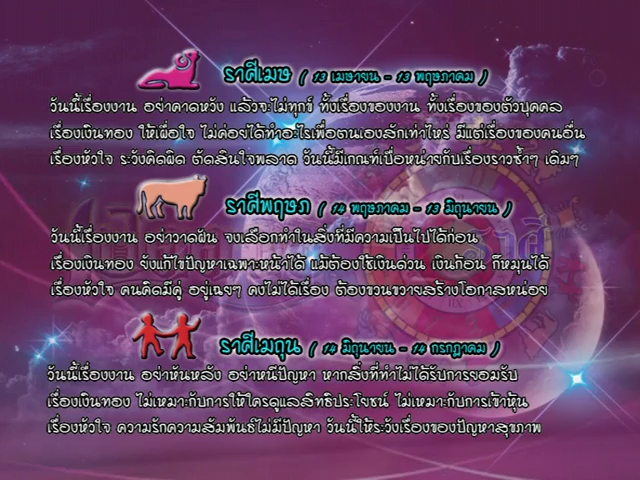 ราศีเมษ ( 13 เมษายน - 13 พฤษภาคม )
วันนี้เรื่องงาน อย่าคาดหวัง แล้วจะไม่ทุกข์ ทั้งเรื่องของงาน ทั้งเรื่องของตัวบุคคล
เรื่องเงินทอง ให้เผื่อใจ ไม่ค่อยได้ทำอะไรเพื่อตนเองสักเท่าไหร่ มีแต่เรื่องของคนอื่น
เรื่องหัวใจ ระวังคิดผิด ตัดสินใจพลาด วันนี้มีเกณฑ์เบื่อหน่ายกับเรื่องราวซ้ำๆ เดิมๆ
ราศีพฤษภ ( 14 พฤษภาคม - 13 มิถุนายน )
วันนี้เรื่องงาน อย่าวาดฝัน จงเลือกทำในสิ่งที่มีความเป็นไปได้ก่อน
เรื่องเงินทอง ยังแก้ไขปัญหาเฉพาะหน้าได้ แม้ต้องใช้เงินด่วน เงินก้อน ก็หมุนได้
เรื่องหัวใจ คนคิดมีคู่ อยู่เฉยๆ คงไม่ได้เรื่อง ต้องขวนขวายสร้างโอกาสหน่อย
ราศีเมถุน ( 14 มิถุนายน - 14 กรกฎาคม )
วันนี้เรื่องงาน อย่าหันหลัง อย่าหนีปัญหา หากสิ่งที่ทำไม่ได้รับการยอมรับ
เรื่องเงินทอง ไม่เหมาะกับการให้ใครดูแลสิทธิประโยชน์ ไม่เหมาะกับการเข้าหุ้น
เรื่องหัวใจ ความรักความสัมพันธ์ไม่มีปัญหา วันนี้ให้ระวังเรื่องของปัญหาสุขภาพ